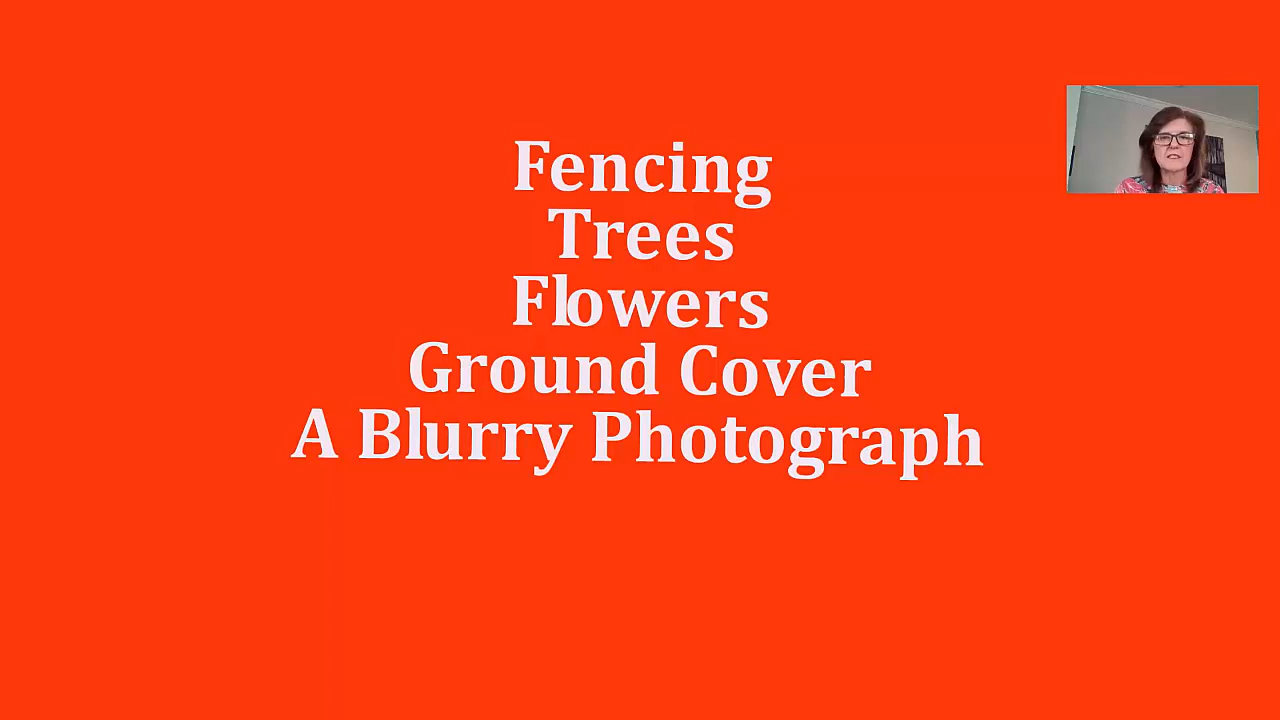 Fencing
Trees
Flowers
Ground Cover
A Blurry Photograph